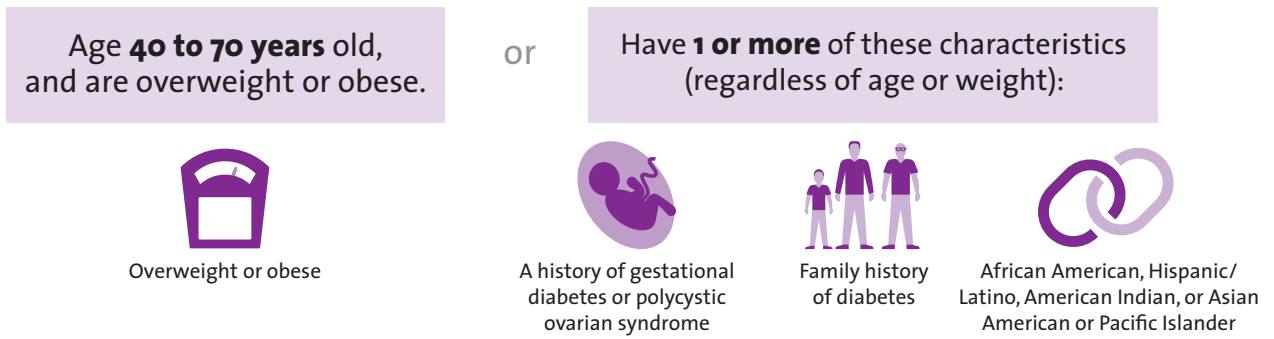 Age 40 to 70 years old,
and are overweight or obese.
or
Have 1 or more of these characteristics
(regardless of age or weight):
Overweight or obese
A history of gestational
diabetes or polycystic
ovarian syndrome
Family history
of diabetes
African American, Hispanic/
Latino, American Indian, or Asian
American or Pacific Islander